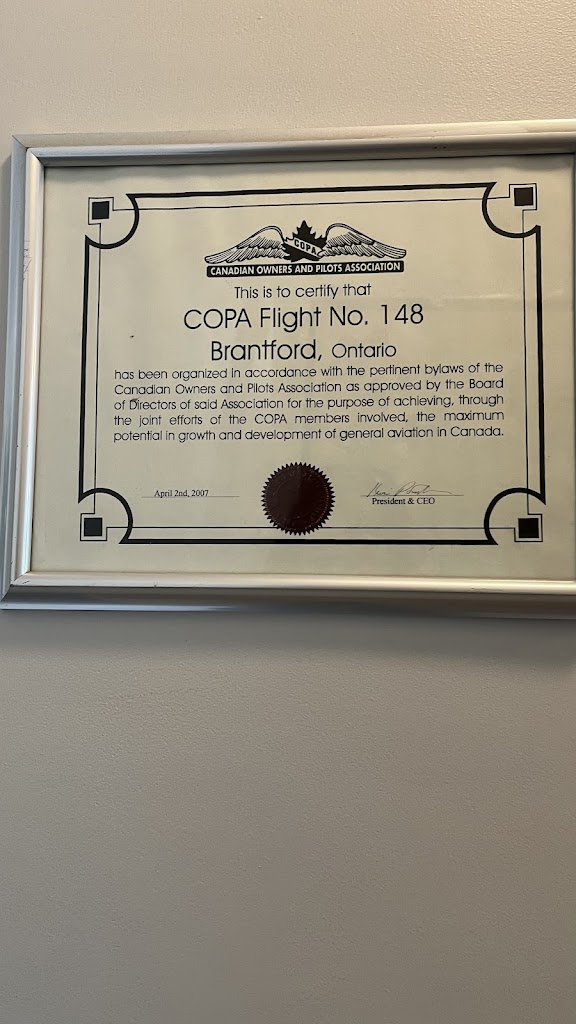 COPA
CANADIAN OWNERS AND PILOTS ASSOCIATION
This is to certify that
COPA Flight No. 148
Brantford, Ontario
has been organized in accordance with the pertinent bylaws of the
Canadian Owners and Pilots Association as approved by the Board
of Directors of said Association for the purpose of achieving, through
the joint efforts of the COPA members involved, the maximum
potential in growth and development of general aviation in Canada.
April 2nd, 2007
President & CEO